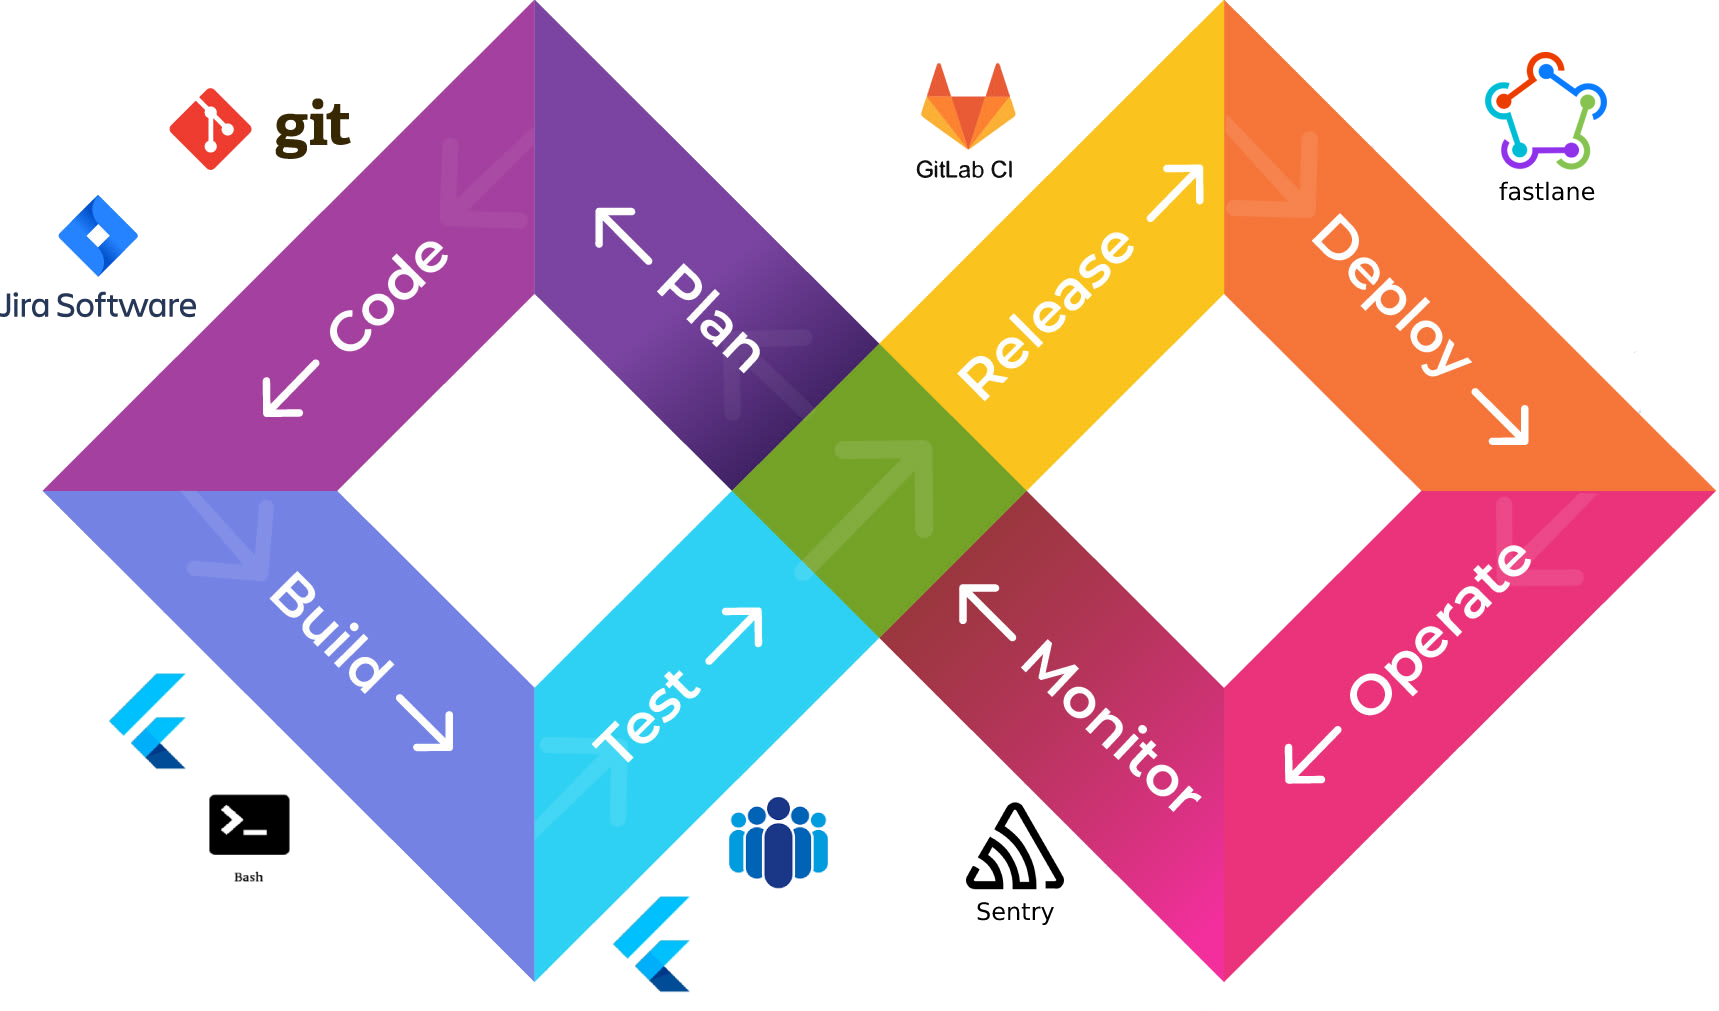 git
Jira Software
Code
Plan
Build
Test
GitLab CI
fastlane
Release
Deploy
Operate
Monitor
Bash
Sentry